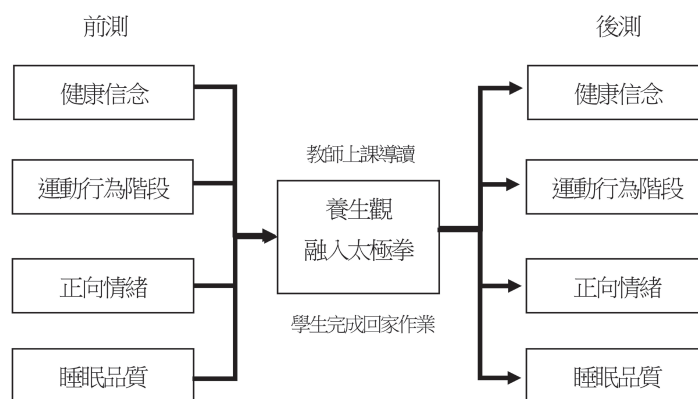 前測
健康信念
運動行為階段
正向情緒
睡眠品質
教師上課導讀
養生觀
融入太極拳
學生完成回家作業
後測
健康信念
運動行為階段
正向情緒
睡眠品質